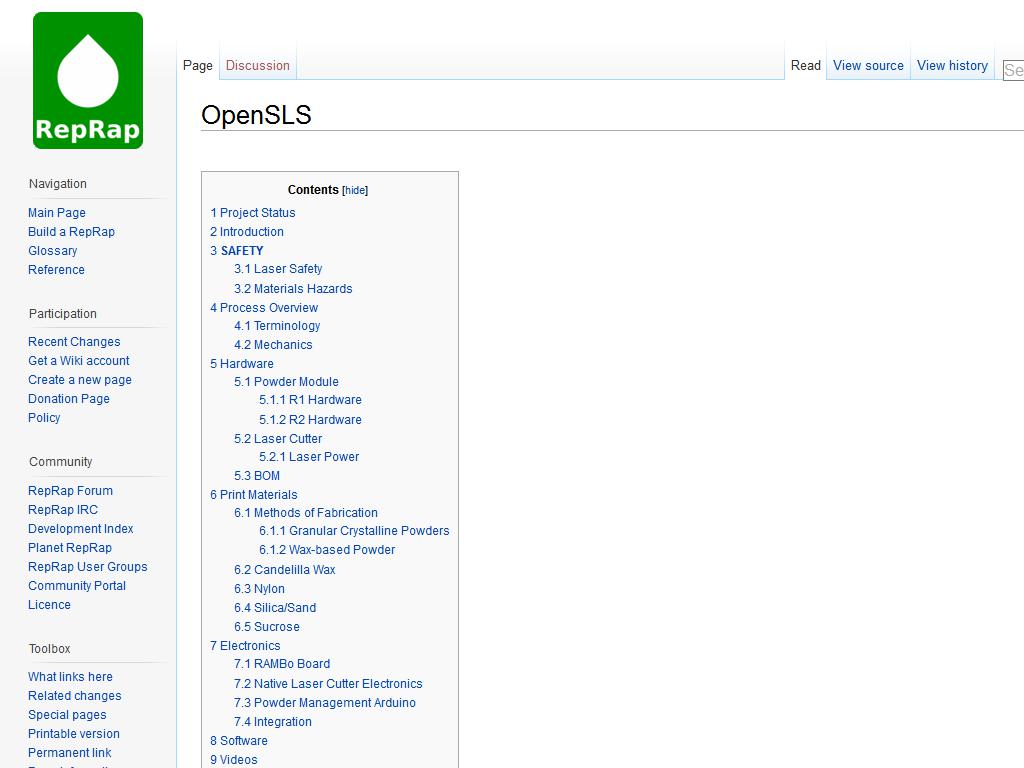 RepRap
Page
Discussion
Read
View source
View history
Se
OpenSLS
Navigation
Main Page
Build a RepRap
Glossary
Reference
Participation
Recent Changes
Get a Wiki account
Create a new page
Donation Page
Policy
Community
RepRap Forum
RepRap IRC
Development Index
Planet RepRap
RepRap User Groups
Community Portal
Licence
Toolbox
What links here
Related changes
Special pages
Printable version
Permanent link
Contents [hide]
1 Project Status
2 Introduction
3 SAFETY
3.1 Laser Safety
3.2 Materials Hazards
4 Process Overview
4.1 Terminology
4.2 Mechanics
5 Hardware
5.1 Powder Module
5.1.1 R1 Hardware
5.1.2 R2 Hardware
5.2 Laser Cutter
5.2.1 Laser Power
5.3 BOM
6 Print Materials
6.1 Methods of Fabrication
6.1.1 Granular Crystalline Powders
6.1.2 Wax-based Powder
6.2 Candelilla Wax
6.3 Nylon
6.4 Silica/Sand
6.5 Sucrose
7 Electronics
7.1 RAMBo Board
7.2 Native Laser Cutter Electronics
7.3 Powder Management Arduino
7.4 Integration
8 Software
9 Videos